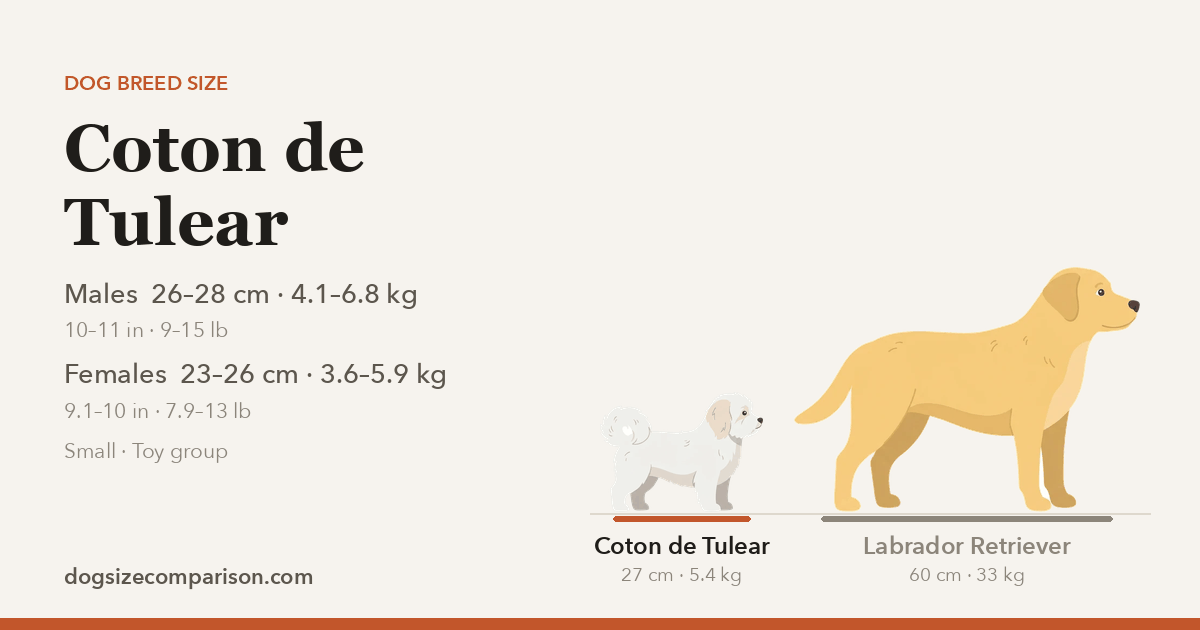 DOG BREED SIZE
Coton de
Tulear
Males 26–28 cm · 4.1–6.8 kg
10–11 in · 9–15 lb
Females 23–26 cm · 3.6–5.9 kg
9.1–10 in · 7.9–13 lb
Small · Toy group
Coton de Tulear
27 cm · 5.4 kg
Labrador Retriever
60 cm · 33 kg
dogsizecomparison.com